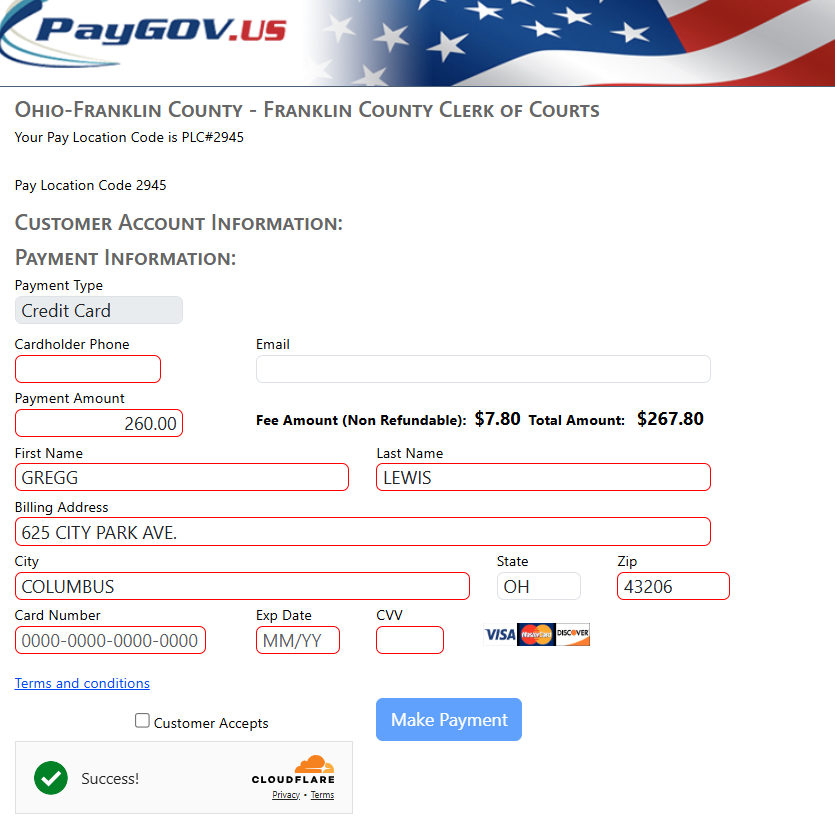 PayGOV.US
Ohio-Franklin County - Franklin County Clerk of Courts
Your Pay Location Code is PLC#2945
Pay Location Code 2945
Customer Account Information:
Payment Information:
Payment Type
Credit Card
Cardholder Phone Email
Payment Amount
260.00 Fee Amount (Non Refundable): $7.80 Total Amount: $267.80
First Name Last Name
GREGG LEWIS
Billing Address
625 CITY PARK AVE.
City State Zip
COLUMBUS OH 43206
Card Number Exp Date CVV
0000-0000-0000-0000 MM/YY VISA MasterCard DISCOVER
Terms and conditions
Customer Accepts Make Payment
Success! CLOUDFLARE
Privacy • Terms